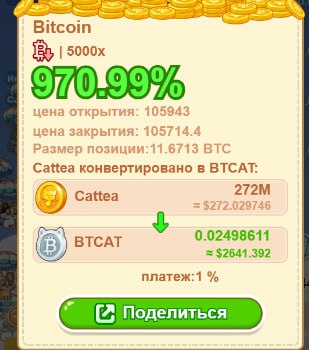 Bitcoin
| 5000x
970.99%
цена открытия: 105943
цена закрытия: 105714.4
Размер позиции:11.6713 BTC
Cattea конвертировано в BTCAT:
Cattea 272M
≈ $272.029746
BTCAT 0.02498611
≈ $2641.392
платеж:1 %
Поделиться